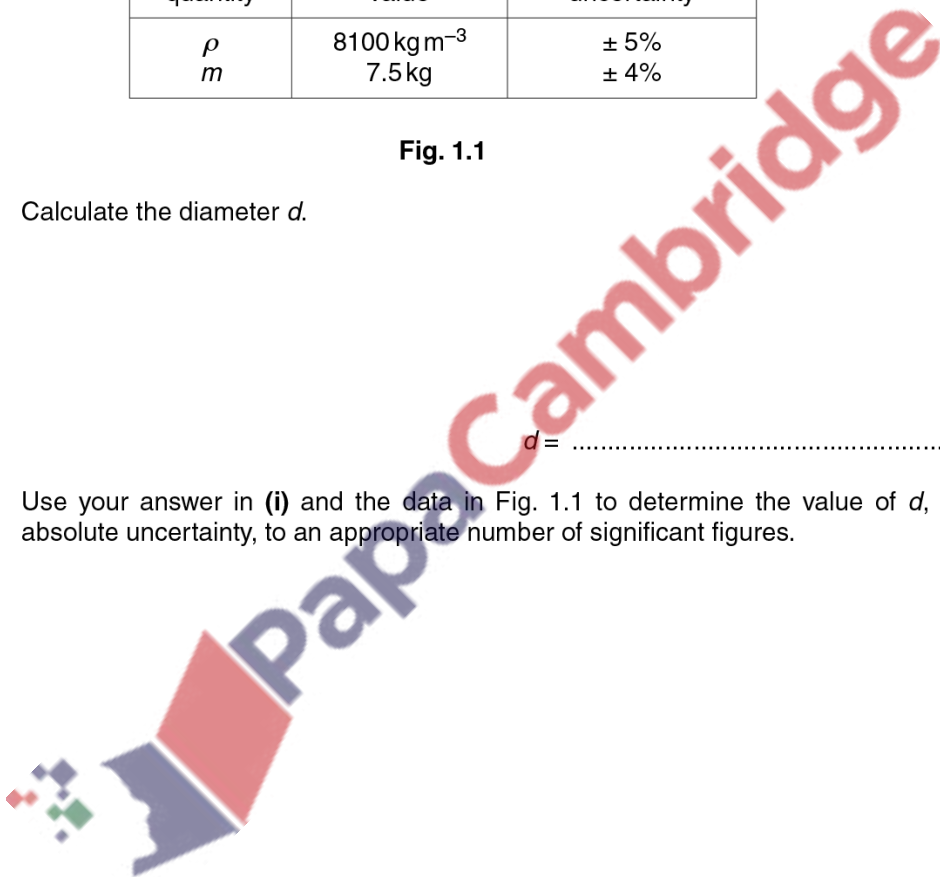 ρ 8100 kg m⁻³ ± 5%
m 7.5 kg ± 4%
Fig. 1.1
Calculate the diameter d.
d = ..........................................
Use your answer in (i) and the data in Fig. 1.1 to determine the value of d,
absolute uncertainty, to an appropriate number of significant figures.
PapaCambridge